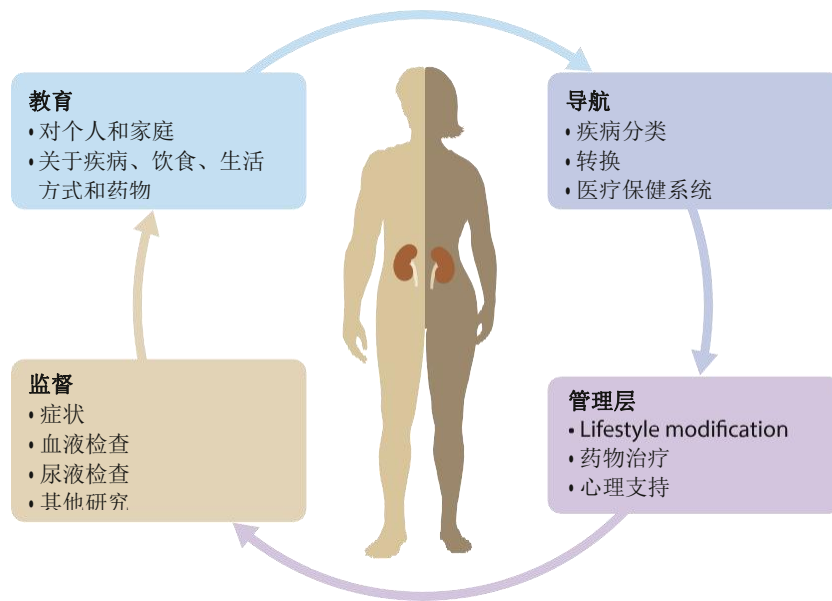 教育
• 对个人和家庭
• 关于疾病、饮食、生活
方式和药物
导航
• 疾病分类
• 转换
• 医疗保健系统
监督
• 症状
• 血液检查
• 尿液检查
• 其他研究
管理层
• Lifestyle modification
• 药物治疗
• 心理支持